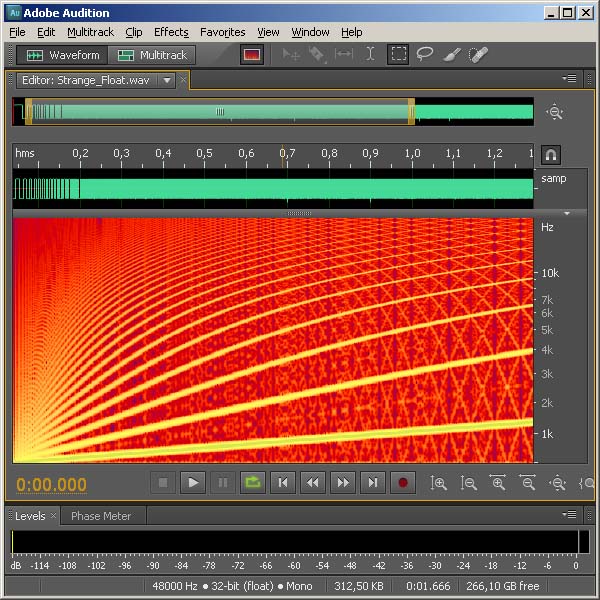 Au Adobe Audition
File Edit Multitrack Clip Effects Favorites View Window Help
Waveform Multitrack
Editor: Strange_Float.wav
hms 0,2 0,3 0,4 0,5 0,6 0,7 0,8 0,9 1,0 1,1 1,2 1
samp
Hz
10k
7k
6k
5k
4k
3k
2k
1k
0:00.000
Levels Phase Meter
dB -114 -108 -102 -96 -90 -84 -78 -72 -66 -60 -54 -48 -42 -36 -30 -24 -18 -12 -6 0
48000 Hz ● 32-bit (float) ● Mono 312,50 KB 0:01.666 266,10 GB free